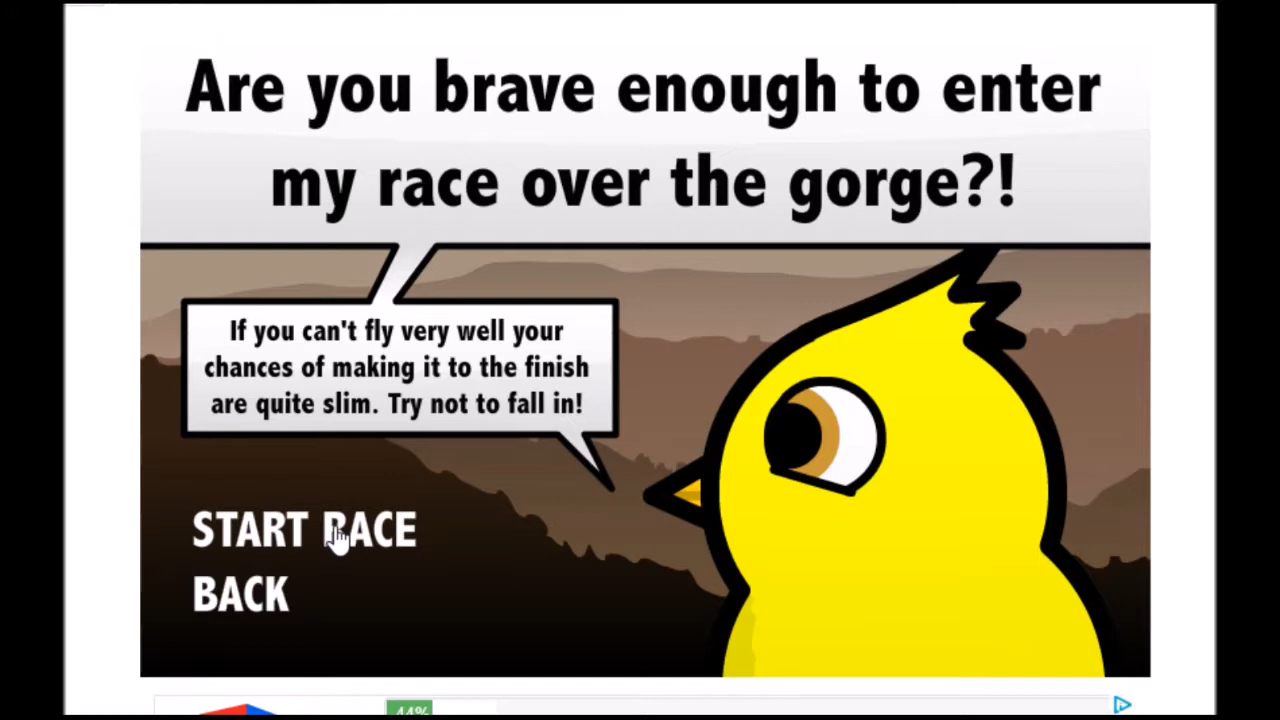 Are you brave enough to enter
my race over the gorge?!
If you can't fly very well your
chances of making it to the finish
are quite slim. Try not to fall in!
START RACE
BACK
44%